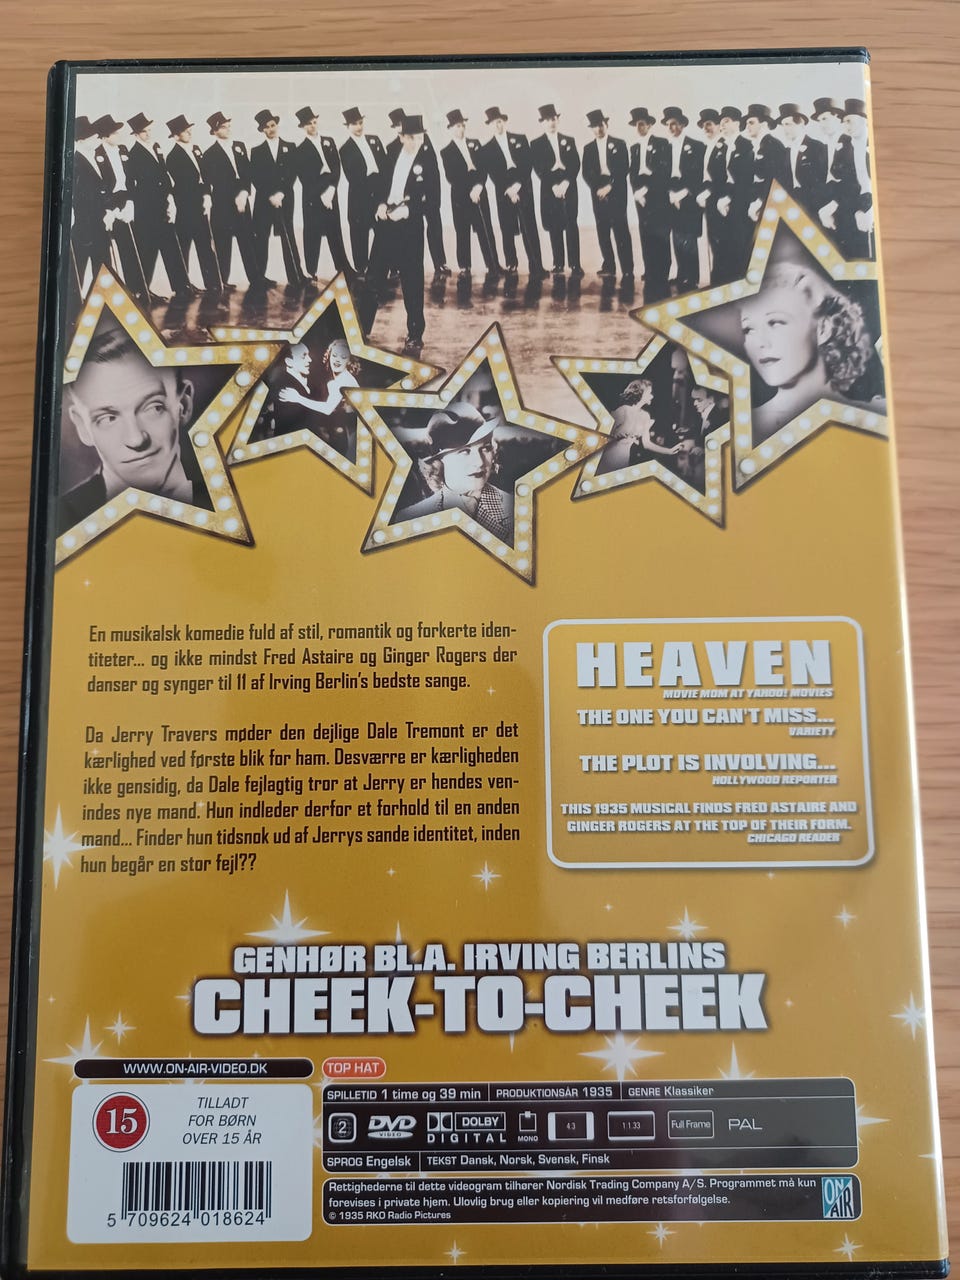 En musikalsk komedie fuld af stil, romantik og forkerte iden-
titeter... og ikke mindst Fred Astaire og Ginger Rogers der
danser og synger til 11 af Irving Berlin's bedste sange.
Da Jerry Travers møder den dejlige Dale Tremont er det
kærlighed ved første blik for ham. Desværre er kærligheden
ikke gensidig, da Dale fejlagtig tror at Jerry er hendes ven-
indes nye mand. Hun indleder derfor et forhold til en anden
mand... Finder hun tidsnok ud af Jerrys sande identitet, inden
hun begår en stor fejl??
HEAVEN
MOVIE MOM AT YAHOO! MOVIES
THE ONE YOU CAN'T MISS...
VARIETY
THE PLOT IS INVOLVING...
HOLLYWOOD REPORTER
THIS 1935 MUSICAL FINDS FRED ASTAIRE AND
GINGER ROGERS AT THE TOP OF THEIR FORM.
CHICAGO READER
GENHØR BL.A. IRVING BERLINS
CHEEK-TO-CHEEK
WWW.ON-AIR-VIDEO.DK
TOP HAT
15
TILLADT
FOR BØRN
OVER 15 ÅR
5 709624 018624
SPILLETID 1 time og 39 min PRODUKTIONSÅR 1935 GENRE Klassiker
2 DVD VIDEO DOLBY DIGITAL MONO 4:3 1:1.33 Full Frame PAL
SPROG Engelsk TEKST Dansk, Norsk, Svensk, Finsk
Rettighederne til dette videogram tilhører Nordisk Trading Company A/S. Programmet må kun
forevises i private hjem. Ulovlig brug eller kopiering vil medføre retsforfølgelse.
© 1935 RKO Radio Pictures
ON AIR